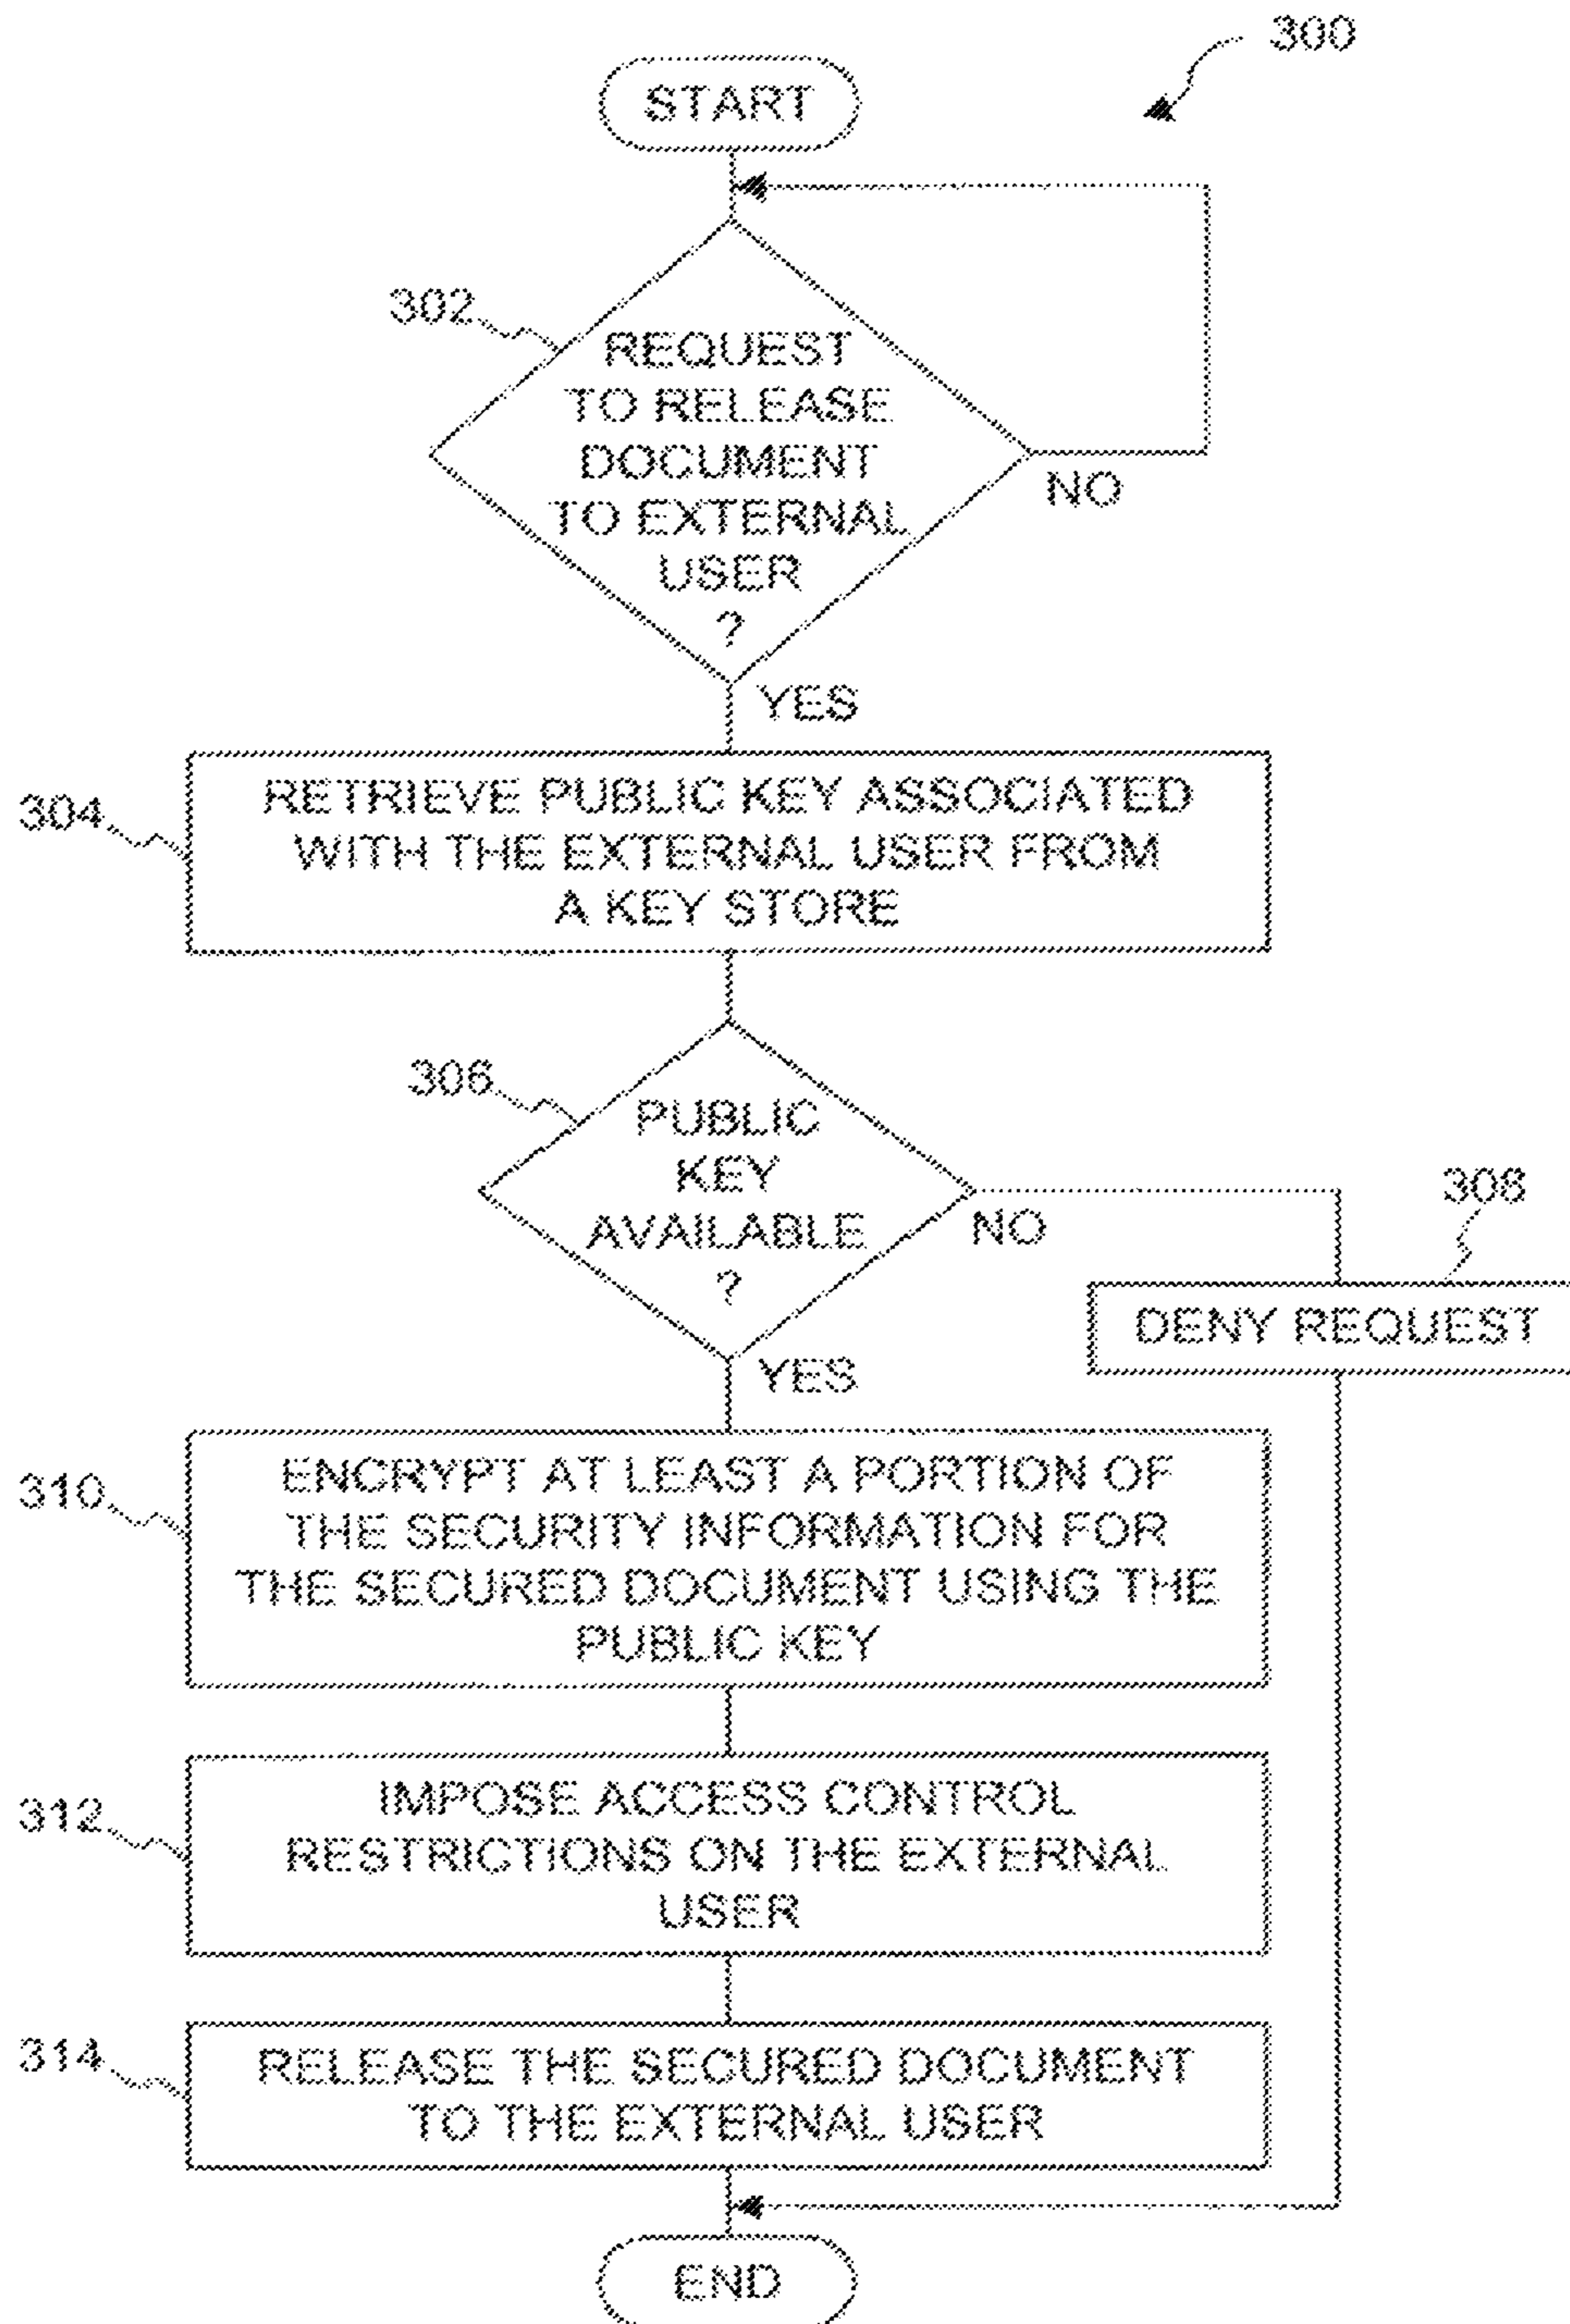 300
START
302
REQUEST
TO RELEASE
DOCUMENT
TO EXTERNAL
USER
?
NO
YES
304
RETRIEVE PUBLIC KEY ASSOCIATED
WITH THE EXTERNAL USER FROM
A KEY STORE
306
PUBLIC
KEY
AVAILABLE
?
NO
308
DENY REQUEST
YES
310
ENCRYPT AT LEAST A PORTION OF
THE SECURITY INFORMATION FOR
THE SECURED DOCUMENT USING THE
PUBLIC KEY
312
IMPOSE ACCESS CONTROL
RESTRICTIONS ON THE EXTERNAL
USER
314
RELEASE THE SECURED DOCUMENT
TO THE EXTERNAL USER
END